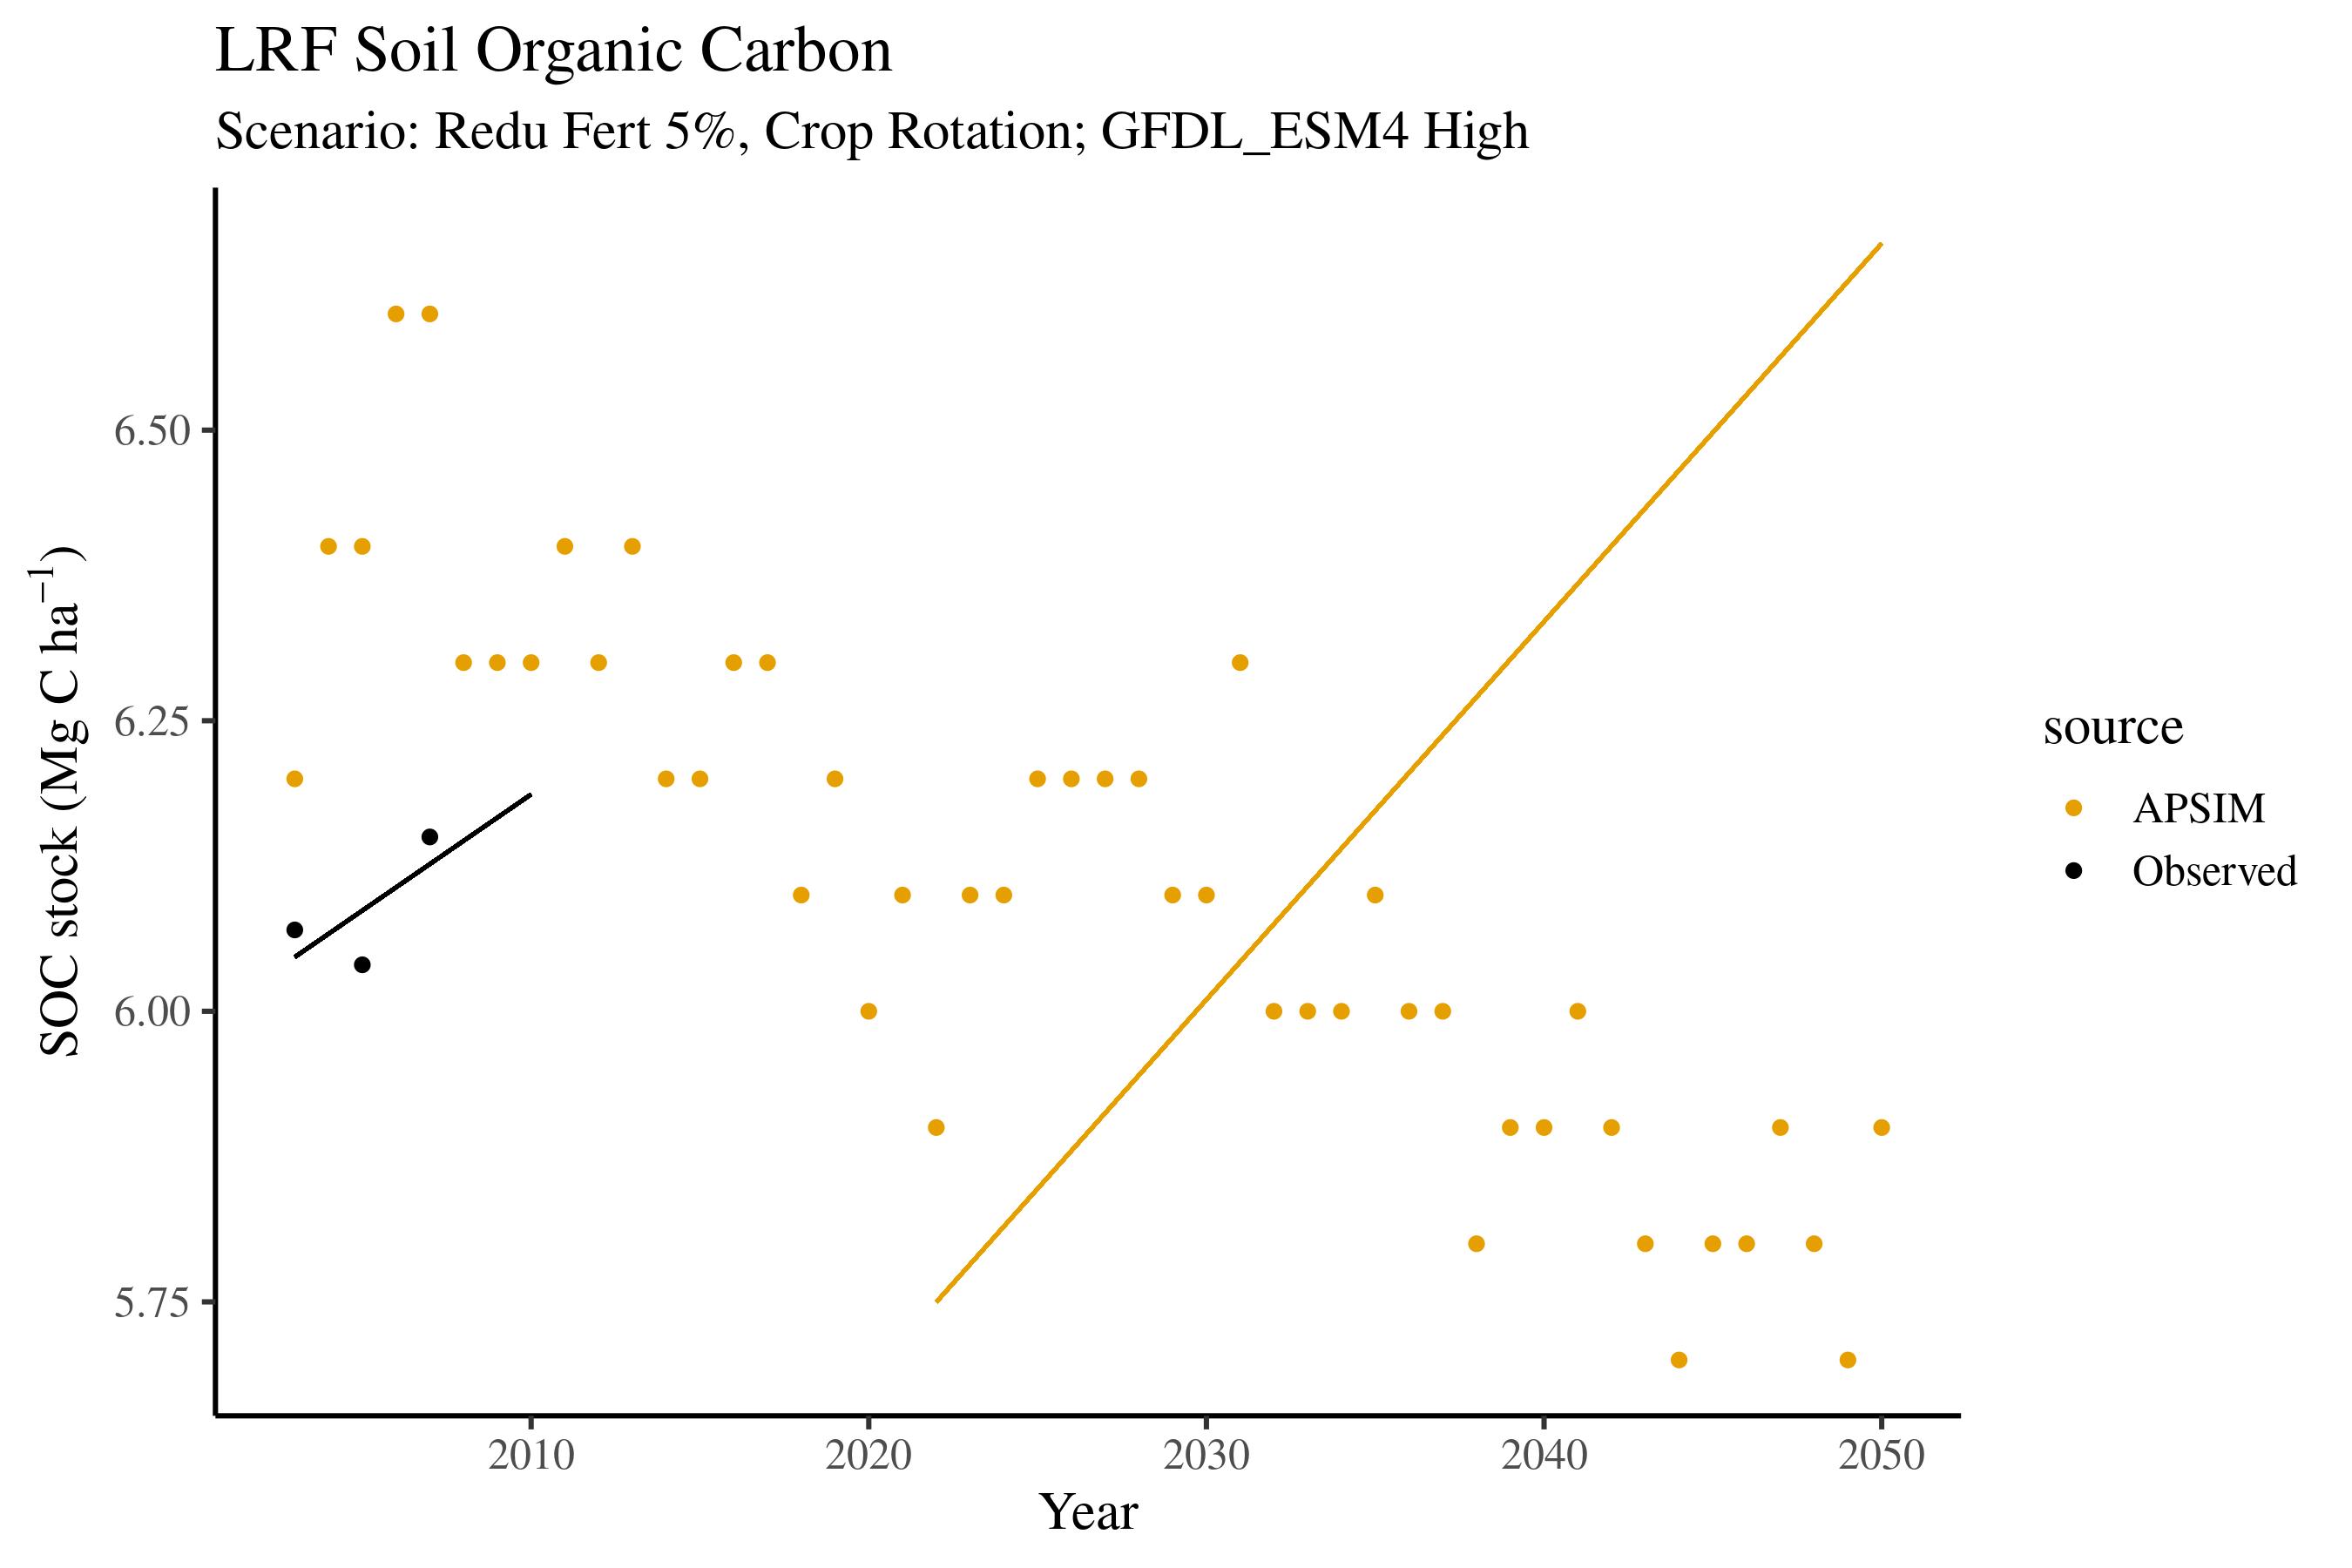 LRF Soil Organic Carbon
Scenario: Redu Fert 5%, Crop Rotation; GFDL_ESM4 High
SOC stock (Mg C ha⁻¹)
6.50
6.25
6.00
5.75
2010 2020 2030 2040 2050
Year
source
APSIM
Observed